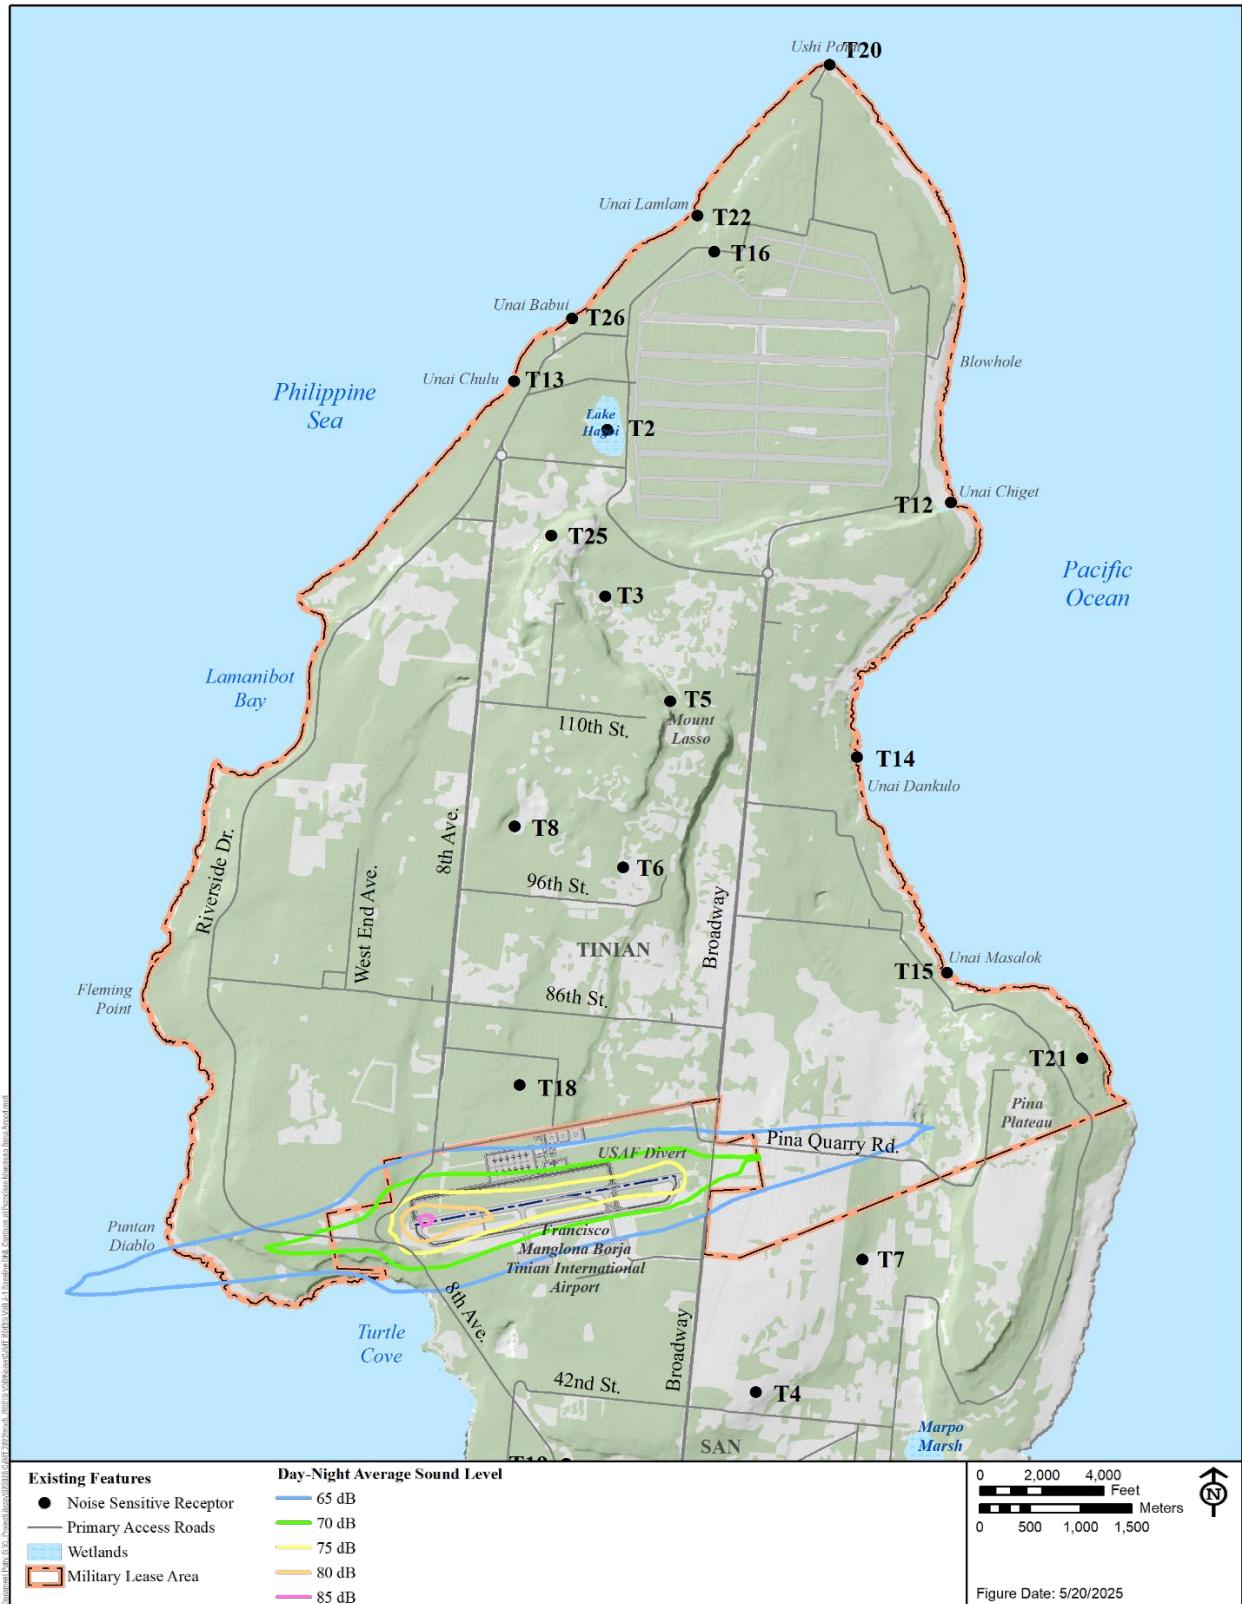 Ushi Point
T20
Unai Lamlam
T22
T16
Unai Babui
T26
Blowhole
Philippine
Sea
Unai Chulu
T13
Lake
Hagoi
T2
Unai Chiget
T12
T25
Pacific
Ocean
T3
Lamanibot
Bay
T5
Mount
Lasso
110th St.
T14
Unai Dankulo
8th Ave.
T8
T6
Riverside Dr.
96th St.
West End Ave.
Broadway
TINIAN
Unai Masalok
T15
Fleming
Point
86th St.
T21
T18
Pina
Plateau
Pina Quarry Rd.
USAF Divert
Puntan
Diablo
Francisco
Manglona Borja
Tinian International
Airport
T7
8th Ave.
Turtle
Cove
Broadway
42nd St.
T4
Marpo
Marsh
SAN
T19
Existing Features
Noise Sensitive Receptor
Primary Access Roads
Wetlands
Military Lease Area
Day-Night Average Sound Level
65 dB
70 dB
75 dB
80 dB
85 dB
0 2,000 4,000
Feet
Meters
0 500 1,000 1,500
N
Figure Date: 5/20/2025